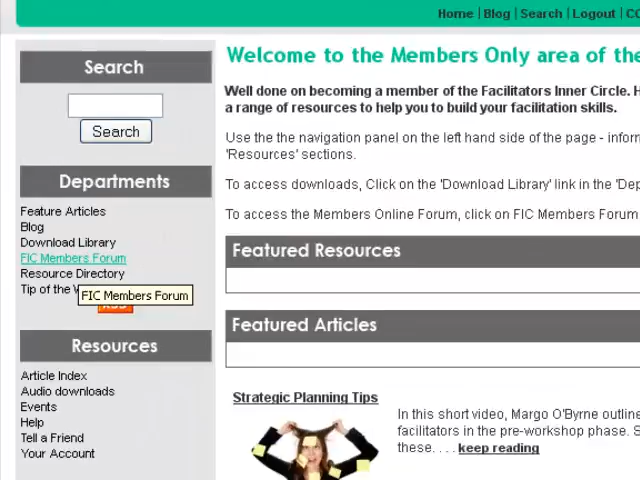 Home | Blog | Search | Logout |
Search
Search
Departments
Feature Articles
Blog
Download Library
FIC Members Forum
Resource Directory
Tip of the
FIC Members Forum
Resources
Article Index
Audio downloads
Events
Help
Tell a Friend
Your Account
Welcome to the Members Only area of the
Well done on becoming a member of the Facilitators Inner Circle.
a range of resources to help you to build your facilitation skills.
Use the the navigation panel on the left hand side of the page -
'Resources' sections.
To access downloads, Click on the 'Download Library' link in the
To access the Members Online Forum, click on FIC Members Forum
Featured Resources
Featured Articles
Strategic Planning Tips
In this short video, Margo O'Byrne
facilitators in the pre-workshop phase.
these. . . . keep reading